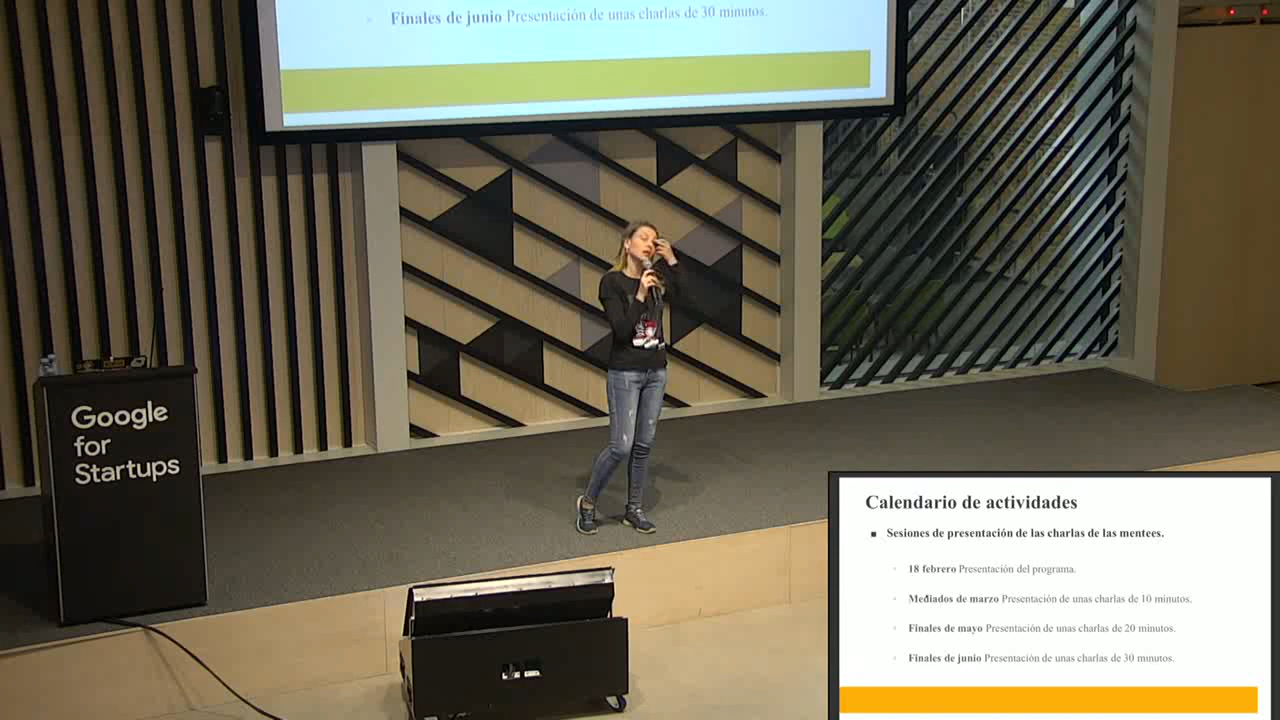 Finales de junio Presentación de unas charlas de 30 minutos.
Google
for
Startups
Calendario de actividades
Sesiones de presentación de las charlas de las mentees.
18 febrero Presentación del programa.
Mediados de marzo Presentación de unas charlas de 10 minutos.
Finales de mayo Presentación de unas charlas de 20 minutos.
Finales de junio Presentación de unas charlas de 30 minutos.